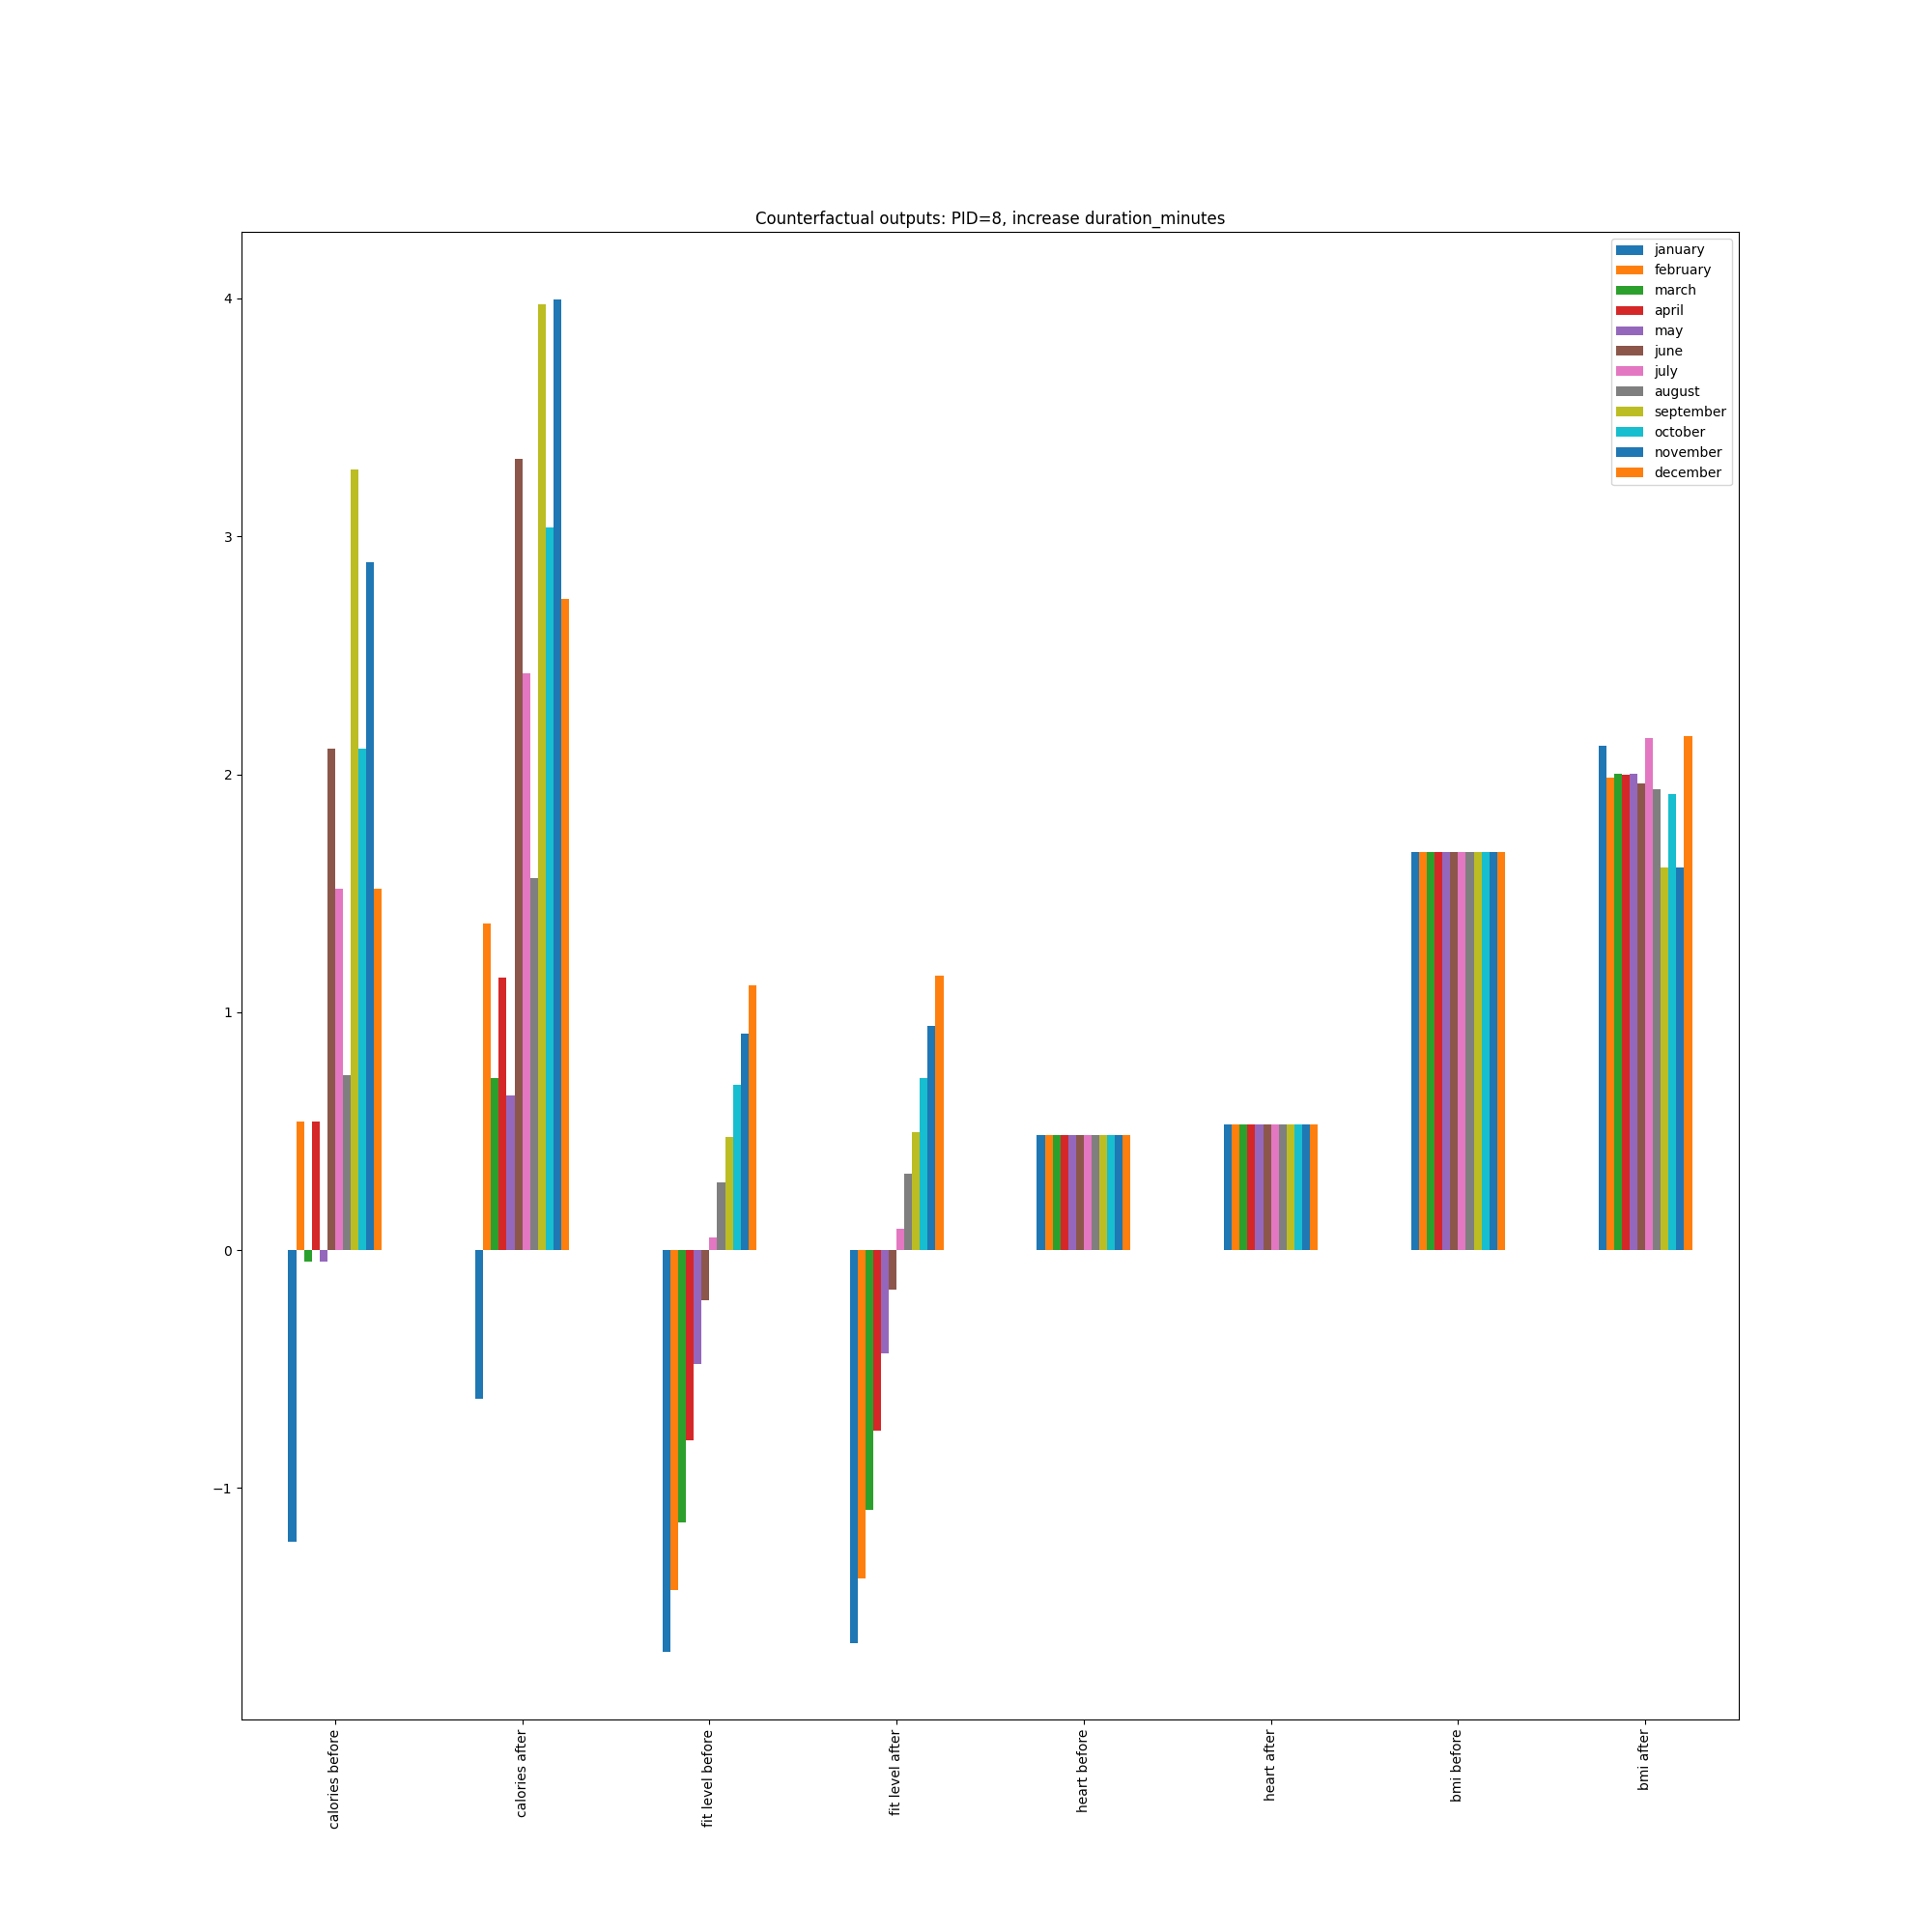 Counterfactual outputs: PID=8, increase duration_minutes
january
february
march
april
may
june
july
august
september
october
november
december
4
3
2
1
0
−1
calories before
calories after
fit level before
fit level after
heart before
heart after
bmi before
bmi after